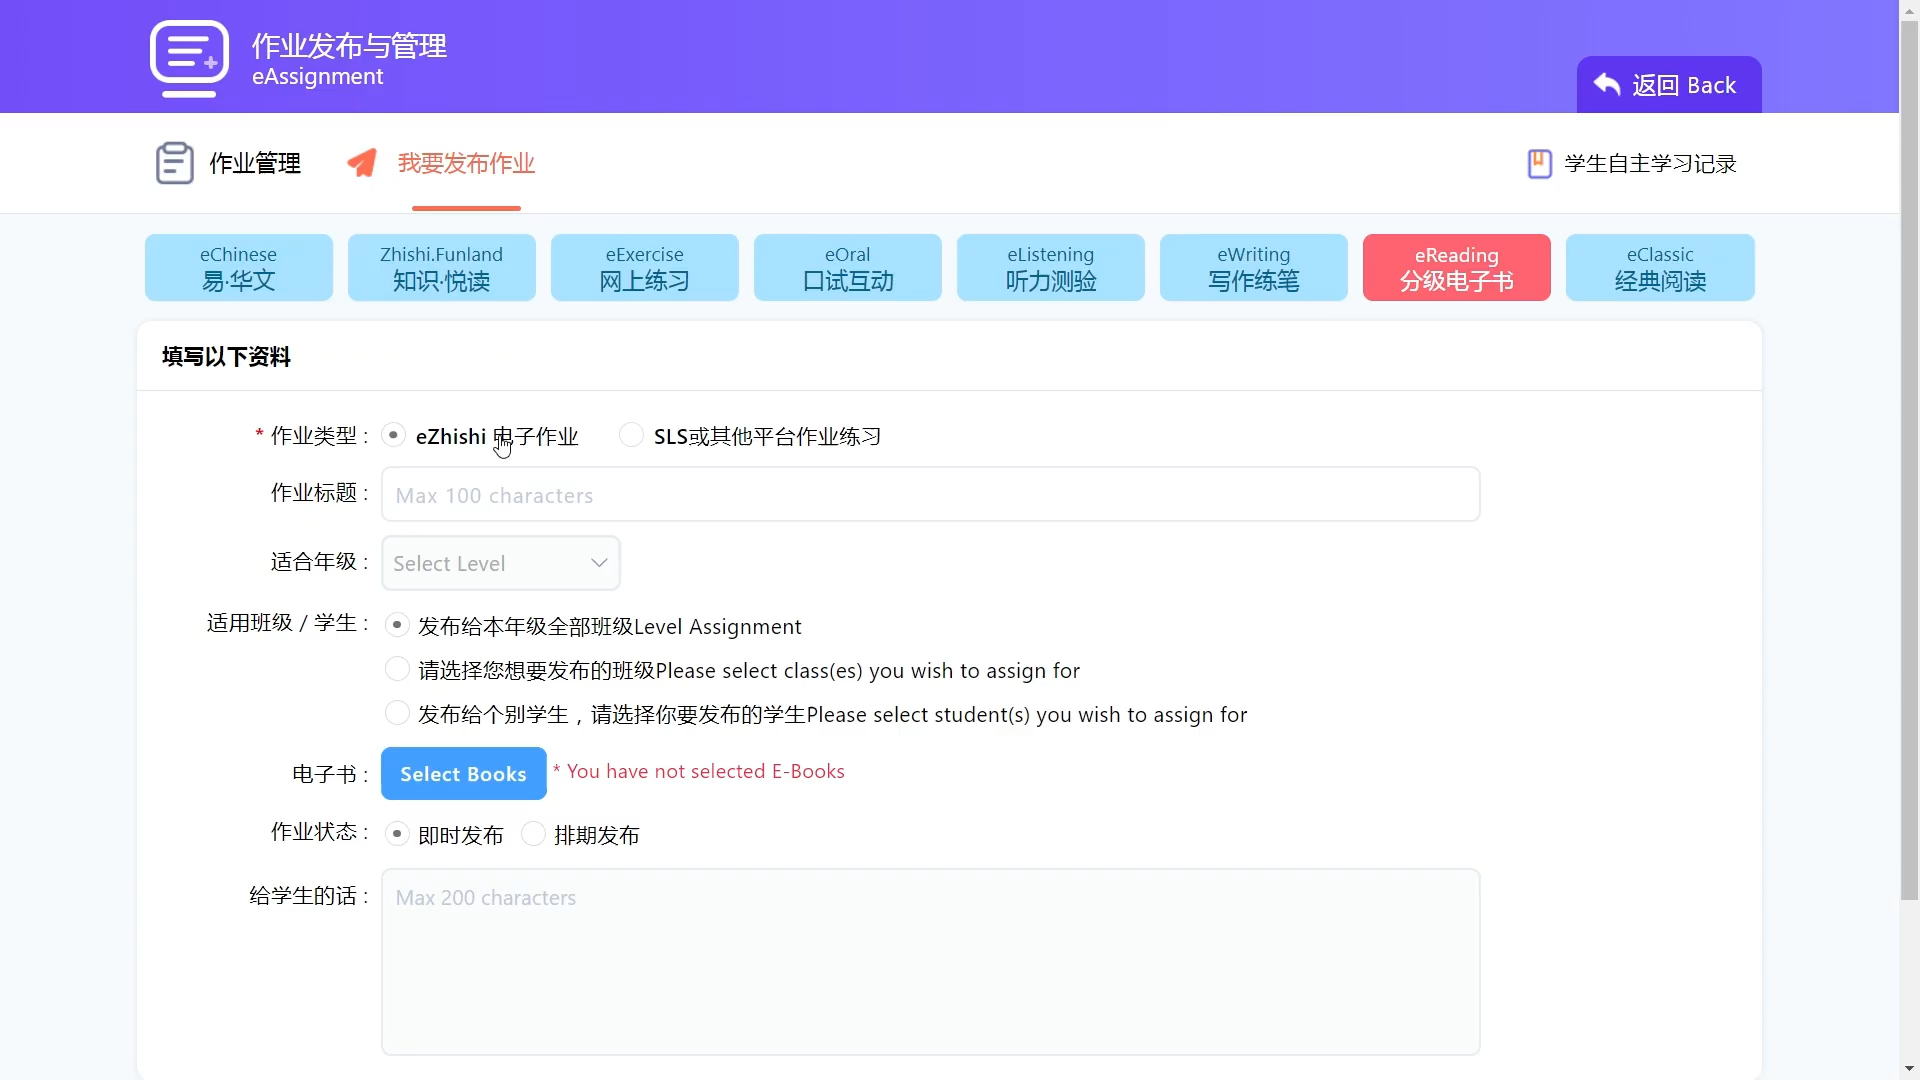 作业发布与管理
eAssignment
返回 Back
作业管理
我要发布作业
学生自主学习记录
eChinese
易·华文
Zhishi.Funland
知识·悦读
eExercise
网上练习
eOral
口试互动
eListening
听力测验
eWriting
写作练笔
eReading
分级电子书
eClassic
经典阅读
填写以下资料
* 作业类型 : eZhishi 电子作业 SLS或其他平台作业练习
作业标题 : Max 100 characters
适合年级 : Select Level
适用班级 / 学生 : 发布给本年级全部班级Level Assignment
请选择您想要发布的班级Please select class(es) you wish to assign for
发布给个别学生，请选择你要发布的学生Please select student(s) you wish to assign for
电子书 : Select Books * You have not selected E-Books
作业状态 : 即时发布 排期发布
给学生的话 : Max 200 characters